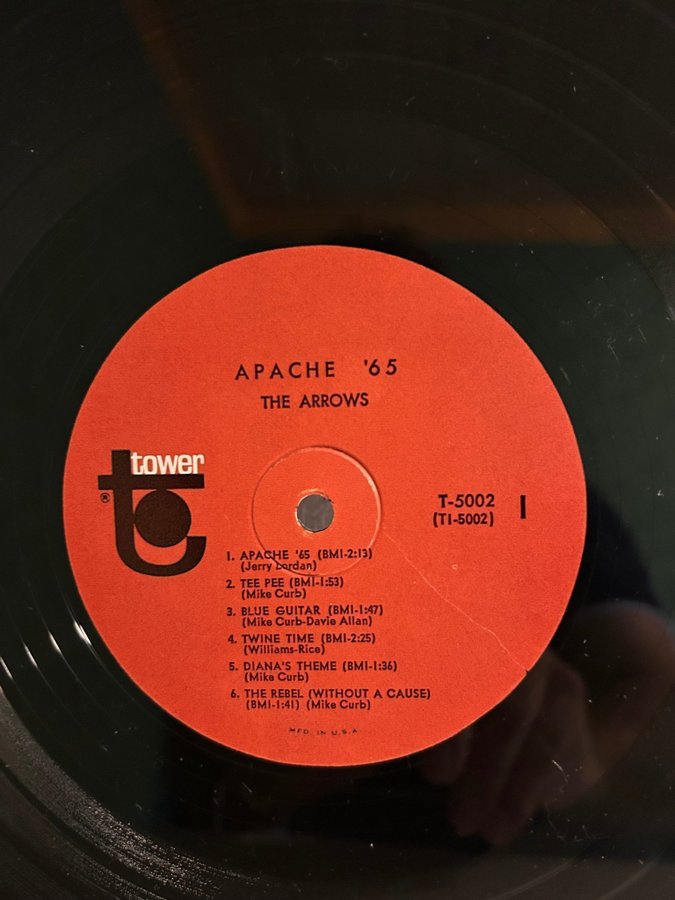 APACHE '65
THE ARROWS
tower
®
T-5002 I
(T1-5002)
1. APACHE '65 (BMI-2:13)
(Jerry Lordan)
2. TEE PEE (BMI-1:53)
(Mike Curb)
3. BLUE GUITAR (BMI-1:47)
(Mike Curb-Davie Allan)
4. TWINE TIME (BMI-2:25)
(Williams-Rice)
5. DIANA'S THEME (BMI-1:36)
(Mike Curb)
6. THE REBEL (WITHOUT A CAUSE)
(BMI-1:41) (Mike Curb)
MFD. IN U.S.A.